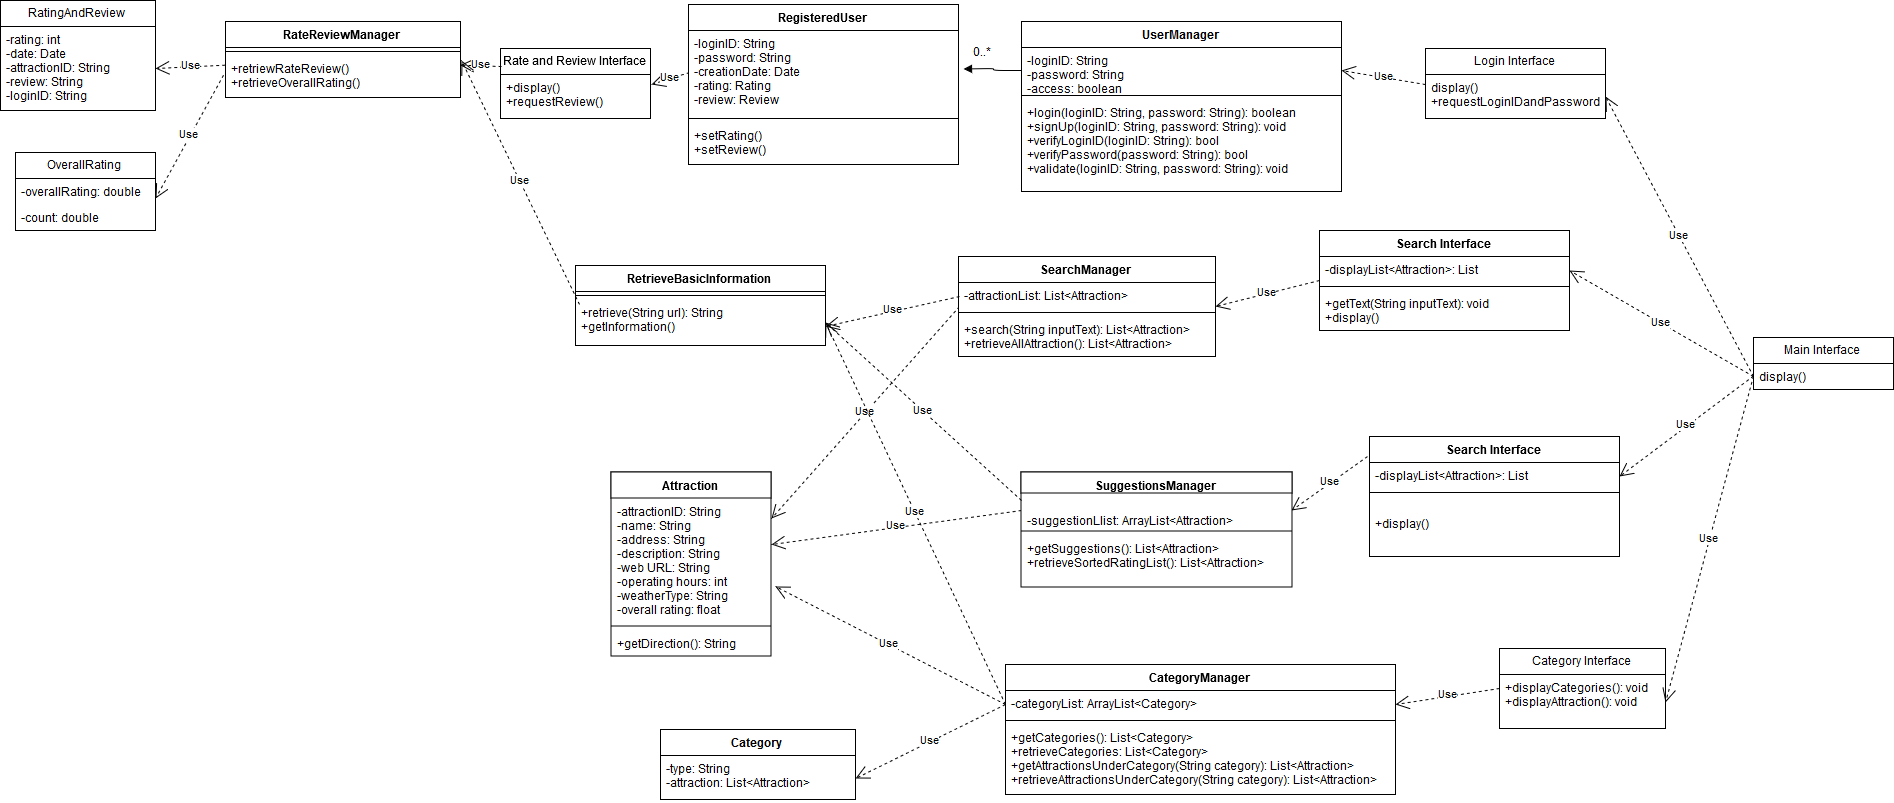 RatingAndReview
-rating: int
-date: Date
-attractionID: String
-review: String
-loginID: String
Use
Use
OverallRating
-overallRating: double
-count: double
RateReviewManager
+retriewRateReview()
+retrieveOverallRating()
Use
Use
Rate and Review Interface
+display()
+requestReview()
Use
RegisteredUser
-loginID: String
-password: String
-creationDate: Date
-rating: Rating
-review: Review
+setRating()
+setReview()
0..*
UserManager
-loginID: String
-password: String
-access: boolean
+login(loginID: String, password: String): boolean
+signUp(loginID: String, password: String): void
+verifyLoginID(loginID: String): bool
+verifyPassword(password: String): bool
+validate(loginID: String, password: String): void
Use
Login Interface
display()
+requestLoginIDandPassword
Use
RetrieveBasicInformation
+retrieve(String url): String
+getInformation()
Use
Use
Use
SearchManager
-attractionList: List<Attraction>
+search(String inputText): List<Attraction>
+retrieveAllAttraction(): List<Attraction>
Use
Use
Search Interface
-displayList<Attraction>: List
+getText(String inputText): void
+display()
Use
Main Interface
display()
Attraction
-attractionID: String
-name: String
-address: String
-description: String
-web URL: String
-operating hours: int
-weatherType: String
-overall rating: float
+getDirection(): String
Use
Use
SuggestionsManager
-suggestionLlist: ArrayList<Attraction>
+getSuggestions(): List<Attraction>
+retrieveSortedRatingList(): List<Attraction>
Use
Search Interface
-displayList<Attraction>: List
+display()
Use
Use
Use
Category
-type: String
-attraction: List<Attraction>
Use
CategoryManager
-categoryList: ArrayList<Category>
+getCategories(): List<Category>
+retrieveCategories: List<Category>
+getAttractionsUnderCategory(String category): List<Attraction>
+retrieveAttractionsUnderCategory(String category): List<Attraction>
Use
Category Interface
+displayCategories(): void
+displayAttraction(): void